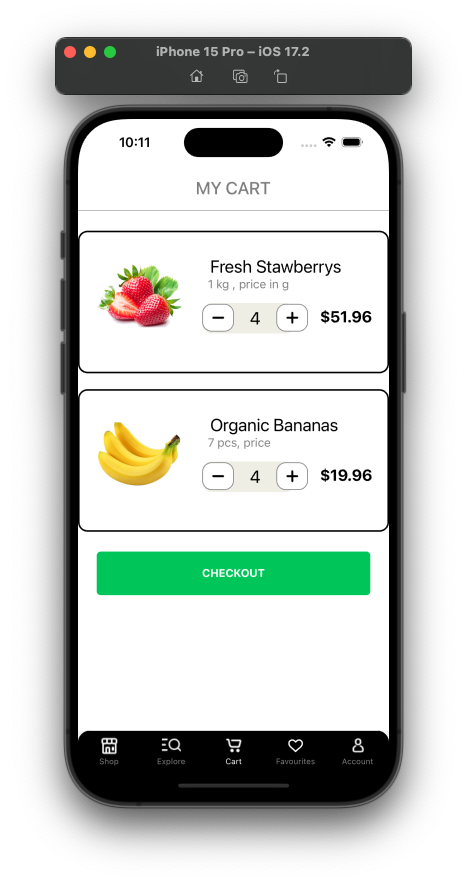 iPhone 15 Pro – iOS 17.2
10:11
MY CART
Fresh Stawberrys
1 kg , price in g
4
$51.96
Organic Bananas
7 pcs, price
4
$19.96
CHECKOUT
Shop Explore Cart Favourites Account